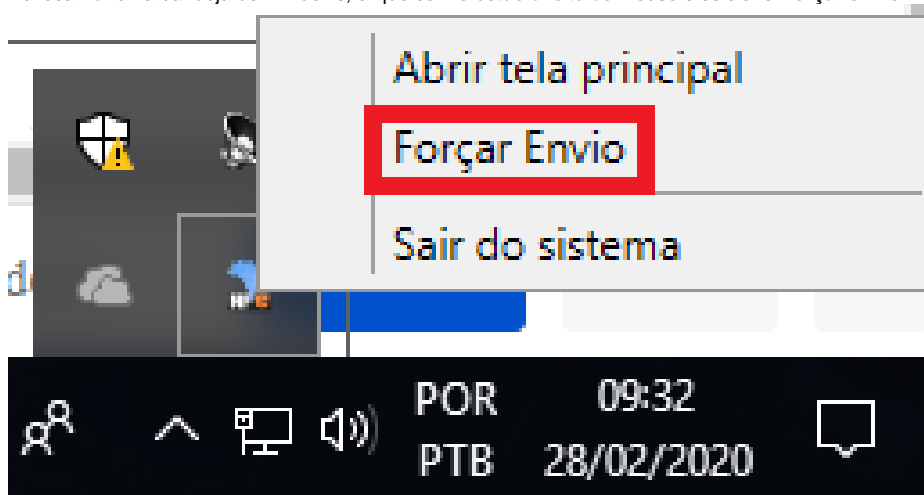 Abrir tela principal
Forçar Envio
Sair do sistema
POR
09:32
PTB
28/02/2020